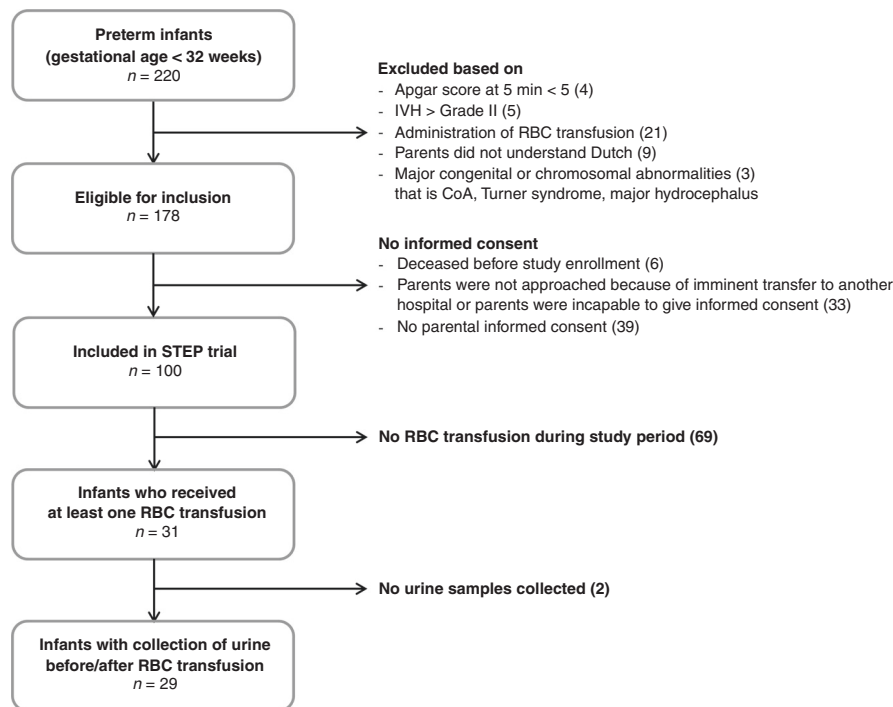 Preterm infants
(gestational age < 32 weeks)
n = 220
Excluded based on
- Apgar score at 5 min < 5 (4)
- IVH > Grade II (5)
- Administration of RBC transfusion (21)
- Parents did not understand Dutch (9)
- Major congenital or chromosomal abnormalities (3)
that is CoA, Turner syndrome, major hydrocephalus
Eligible for inclusion
n = 178
No informed consent
- Deceased before study enrollment (6)
- Parents were not approached because of imminent transfer to another
hospital or parents were incapable to give informed consent (33)
- No parental informed consent (39)
Included in STEP trial
n = 100
No RBC transfusion during study period (69)
Infants who received
at least one RBC transfusion
n = 31
No urine samples collected (2)
Infants with collection of urine
before/after RBC transfusion
n = 29